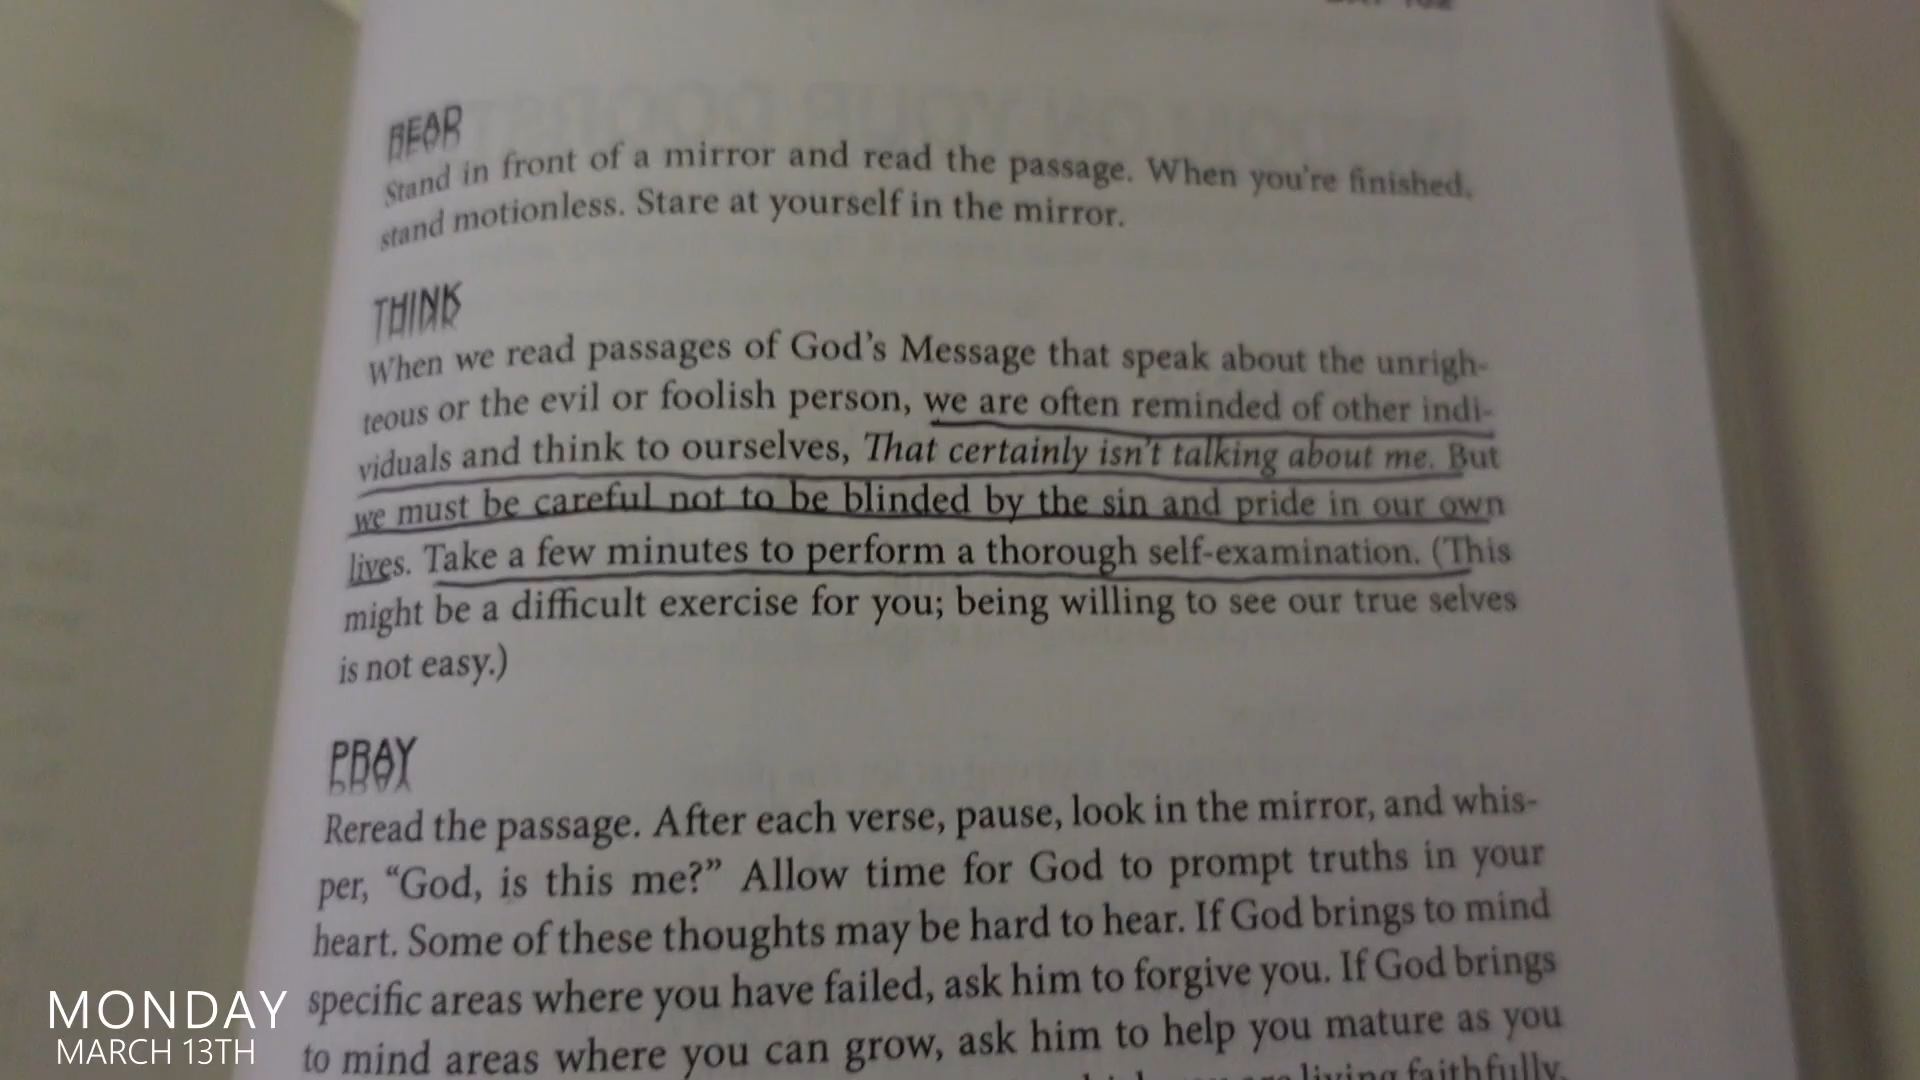 READ
Stand in front of a mirror and read the passage. When you're finished,
stand motionless. Stare at yourself in the mirror.
THINK
When we read passages of God's Message that speak about the unrigh-
teous or the evil or foolish person, we are often reminded of other indi-
viduals and think to ourselves, That certainly isn't talking about me. But
we must be careful not to be blinded by the sin and pride in our own
lives. Take a few minutes to perform a thorough self-examination. (This
might be a difficult exercise for you; being willing to see our true selves
is not easy.)
PRAY
Reread the passage. After each verse, pause, look in the mirror, and whis-
per, “God, is this me?” Allow time for God to prompt truths in your
heart. Some of these thoughts may be hard to hear. If God brings to mind
specific areas where you have failed, ask him to forgive you. If God brings
to mind areas where you can grow, ask him to help you mature as you
living faithfully,
MONDAY
MARCH 13TH